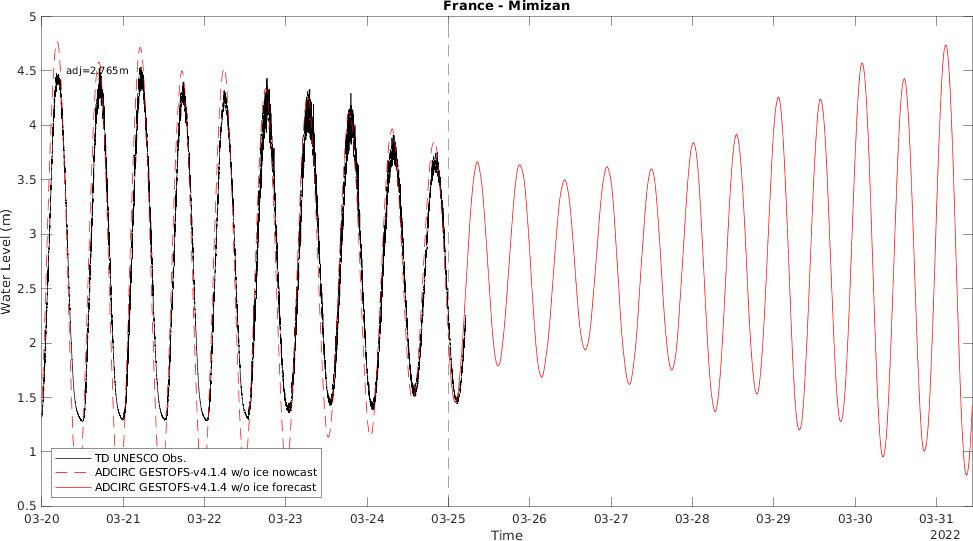 France - Mimizan
5
4.5
4
3.5
3
2.5
2
1.5
1
0.5
Water Level (m)
adj=2.765m
TD UNESCO Obs.
ADCIRC GESTOFS-v4.1.4 w/o ice nowcast
ADCIRC GESTOFS-v4.1.4 w/o ice forecast
03-20 03-21 03-22 03-23 03-24 03-25 03-26 03-27 03-28 03-29 03-30 03-31
Time
2022